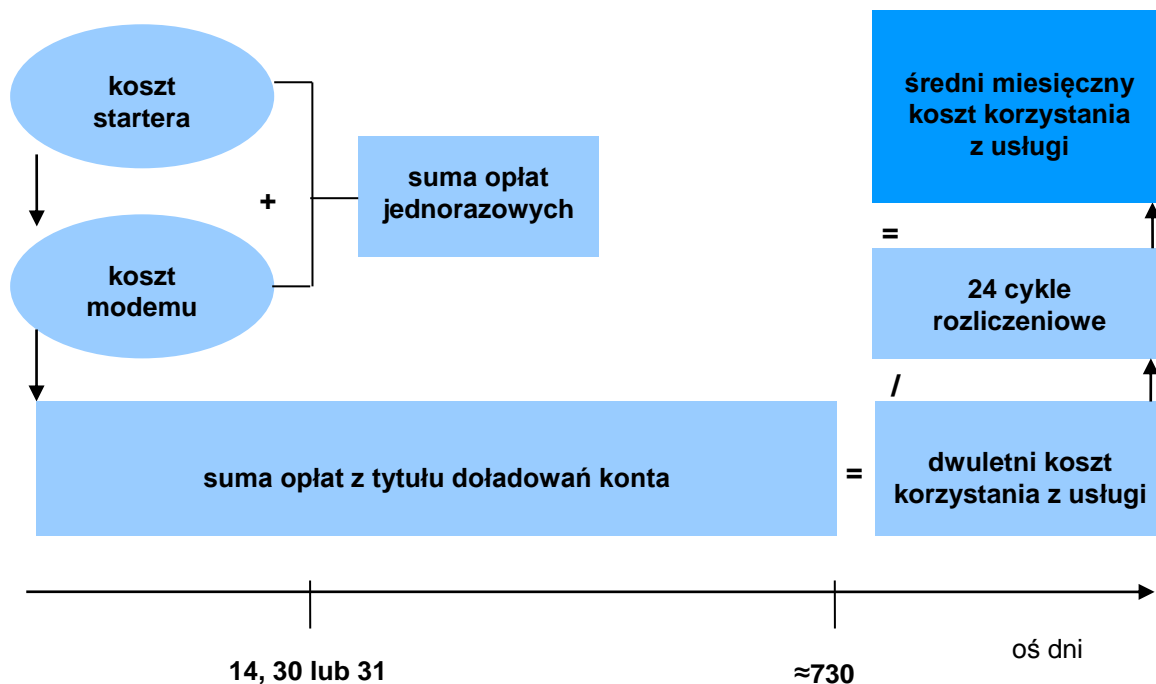 koszt
startera
+
koszt
modemu
suma opłat
jednorazowych
średni miesięczny
koszt korzystania
z usługi
=
24 cykle
rozliczeniowe
/
suma opłat z tytułu doładowań konta
=
dwuletni koszt
korzystania z usługi
14, 30 lub 31
≈730
oś dni